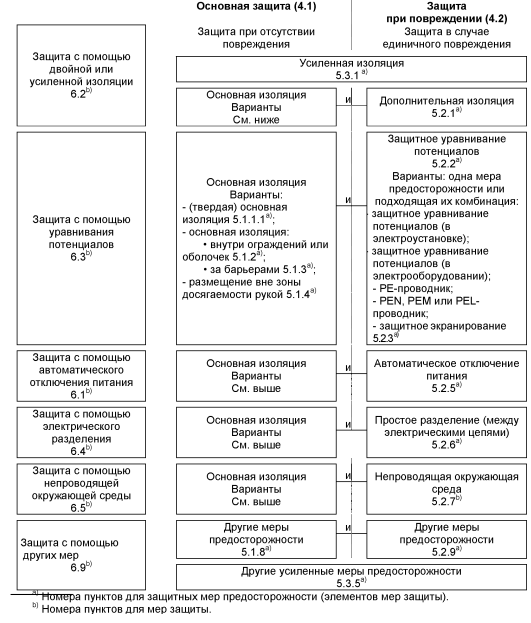 Основная защита (4.1)
Защита при отсутствии
повреждения
Защита
при повреждении (4.2)
Защита в случае
единичного повреждения
Защита с помощью
двойной или
усиленной изоляции
6.2b)
Усиленная изоляция
5.3.1 a)
Основная изоляция
Варианты
См. ниже
и
Дополнительная изоляция
5.2.1a)
Защита с помощью
уравнивания
потенциалов
6.3b)
Основная изоляция
Варианты:
- (твердая) основная
изоляция 5.1.1.1a);
- основная изоляция:
• внутри ограждений или
оболочек 5.1.2a);
• за барьерами 5.1.3a);
- размещение вне зоны
досягаемости рукой 5.1.4a)
и
Защитное уравнивание
потенциалов
5.2.2a)
Варианты: одна мера
предосторожности или
подходящая их комбинация:
- защитное уравнивание
потенциалов (в
электроустановке);
- защитное уравнивание
потенциалов (в
электрооборудовании);
- PE-проводник;
- PEN, PEM или PEL-
проводник;
- защитное экранирование
5.2.3a)
Защита с помощью
автоматического
отключения питания
6.1b)
Основная изоляция
Варианты
См. выше
и
Автоматическое отключение
питания
5.2.5a)
Защита с помощью
электрического
разделения
6.4b)
Основная изоляция
Варианты
См. выше
и
Простое разделение (между
электрическими цепями)
5.2.6a)
Защита с помощью
непроводящей
окружающей среды
6.5b)
Основная изоляция
Варианты
См. выше
и
Непроводящая окружающая
среда
5.2.7b)
Защита с помощью
других мер
6.9b)
Другие меры
предосторожности
5.1.8a)
и
Другие меры
предосторожности
5.2.9a)
Другие усиленные меры предосторожности
5.3.5a)
a) Номера пунктов для защитных мер предосторожности (элементов мер защиты).
b) Номера пунктов для мер защиты.